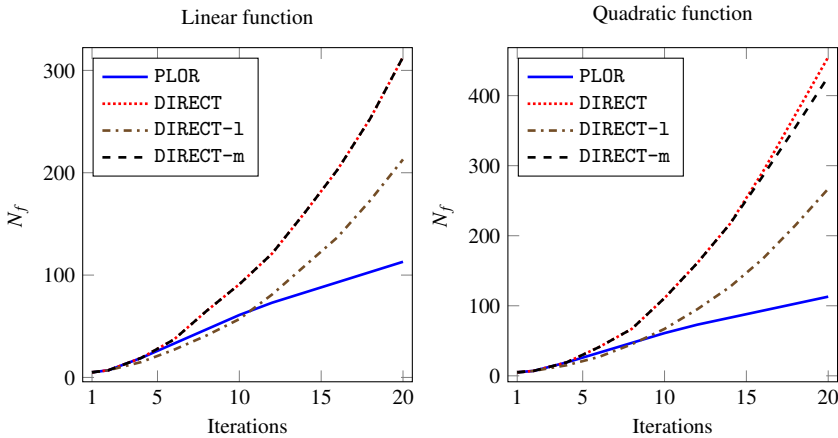 Linear function
N_f
300
200
100
0
1
5
10
15
20
Iterations
PLOR
DIRECT
DIRECT-l
DIRECT-m
Quadratic function
N_f
400
300
200
100
0
1
5
10
15
20
Iterations
PLOR
DIRECT
DIRECT-l
DIRECT-m